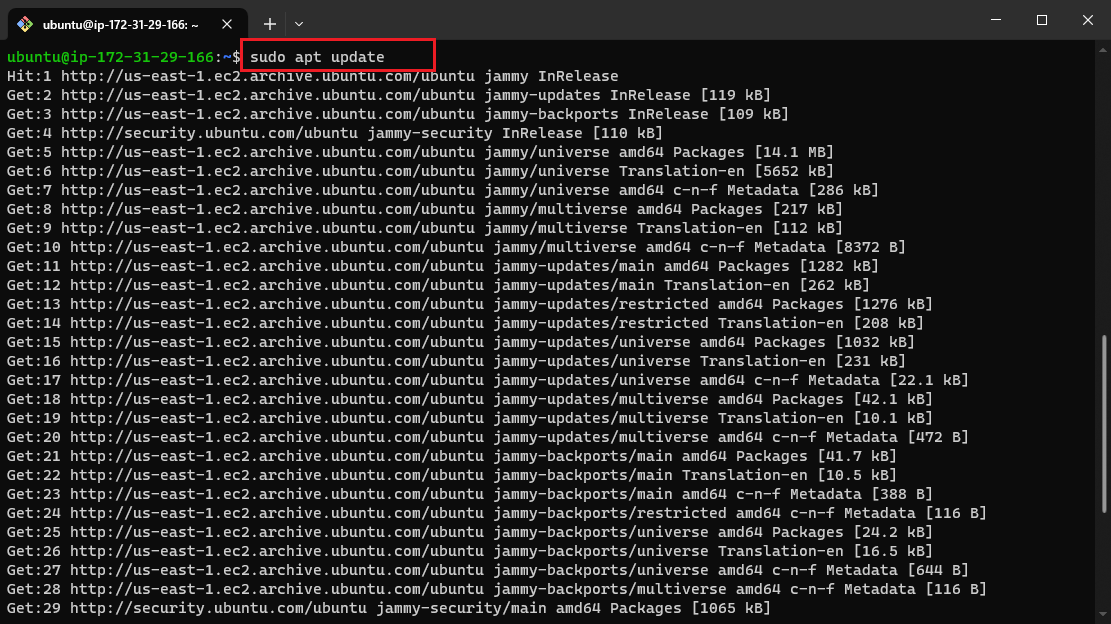 ubuntu@ip-172-31-29-166: ~
ubuntu@ip-172-31-29-166:~$ sudo apt update
Hit:1 http://us-east-1.ec2.archive.ubuntu.com/ubuntu jammy InRelease
Get:2 http://us-east-1.ec2.archive.ubuntu.com/ubuntu jammy-updates InRelease [119 kB]
Get:3 http://us-east-1.ec2.archive.ubuntu.com/ubuntu jammy-backports InRelease [109 kB]
Get:4 http://security.ubuntu.com/ubuntu jammy-security InRelease [110 kB]
Get:5 http://us-east-1.ec2.archive.ubuntu.com/ubuntu jammy/universe amd64 Packages [14.1 MB]
Get:6 http://us-east-1.ec2.archive.ubuntu.com/ubuntu jammy/universe Translation-en [5652 kB]
Get:7 http://us-east-1.ec2.archive.ubuntu.com/ubuntu jammy/universe amd64 c-n-f Metadata [286 kB]
Get:8 http://us-east-1.ec2.archive.ubuntu.com/ubuntu jammy/multiverse amd64 Packages [217 kB]
Get:9 http://us-east-1.ec2.archive.ubuntu.com/ubuntu jammy/multiverse Translation-en [112 kB]
Get:10 http://us-east-1.ec2.archive.ubuntu.com/ubuntu jammy/multiverse amd64 c-n-f Metadata [8372 B]
Get:11 http://us-east-1.ec2.archive.ubuntu.com/ubuntu jammy-updates/main amd64 Packages [1282 kB]
Get:12 http://us-east-1.ec2.archive.ubuntu.com/ubuntu jammy-updates/main Translation-en [262 kB]
Get:13 http://us-east-1.ec2.archive.ubuntu.com/ubuntu jammy-updates/restricted amd64 Packages [1276 kB]
Get:14 http://us-east-1.ec2.archive.ubuntu.com/ubuntu jammy-updates/restricted Translation-en [208 kB]
Get:15 http://us-east-1.ec2.archive.ubuntu.com/ubuntu jammy-updates/universe amd64 Packages [1032 kB]
Get:16 http://us-east-1.ec2.archive.ubuntu.com/ubuntu jammy-updates/universe Translation-en [231 kB]
Get:17 http://us-east-1.ec2.archive.ubuntu.com/ubuntu jammy-updates/universe amd64 c-n-f Metadata [22.1 kB]
Get:18 http://us-east-1.ec2.archive.ubuntu.com/ubuntu jammy-updates/multiverse amd64 Packages [42.1 kB]
Get:19 http://us-east-1.ec2.archive.ubuntu.com/ubuntu jammy-updates/multiverse Translation-en [10.1 kB]
Get:20 http://us-east-1.ec2.archive.ubuntu.com/ubuntu jammy-updates/multiverse amd64 c-n-f Metadata [472 B]
Get:21 http://us-east-1.ec2.archive.ubuntu.com/ubuntu jammy-backports/main amd64 Packages [41.7 kB]
Get:22 http://us-east-1.ec2.archive.ubuntu.com/ubuntu jammy-backports/main Translation-en [10.5 kB]
Get:23 http://us-east-1.ec2.archive.ubuntu.com/ubuntu jammy-backports/main amd64 c-n-f Metadata [388 B]
Get:24 http://us-east-1.ec2.archive.ubuntu.com/ubuntu jammy-backports/restricted amd64 c-n-f Metadata [116 B]
Get:25 http://us-east-1.ec2.archive.ubuntu.com/ubuntu jammy-backports/universe amd64 Packages [24.2 kB]
Get:26 http://us-east-1.ec2.archive.ubuntu.com/ubuntu jammy-backports/universe Translation-en [16.5 kB]
Get:27 http://us-east-1.ec2.archive.ubuntu.com/ubuntu jammy-backports/universe amd64 c-n-f Metadata [644 B]
Get:28 http://us-east-1.ec2.archive.ubuntu.com/ubuntu jammy-backports/multiverse amd64 c-n-f Metadata [116 B]
Get:29 http://security.ubuntu.com/ubuntu jammy-security/main amd64 Packages [1065 kB]